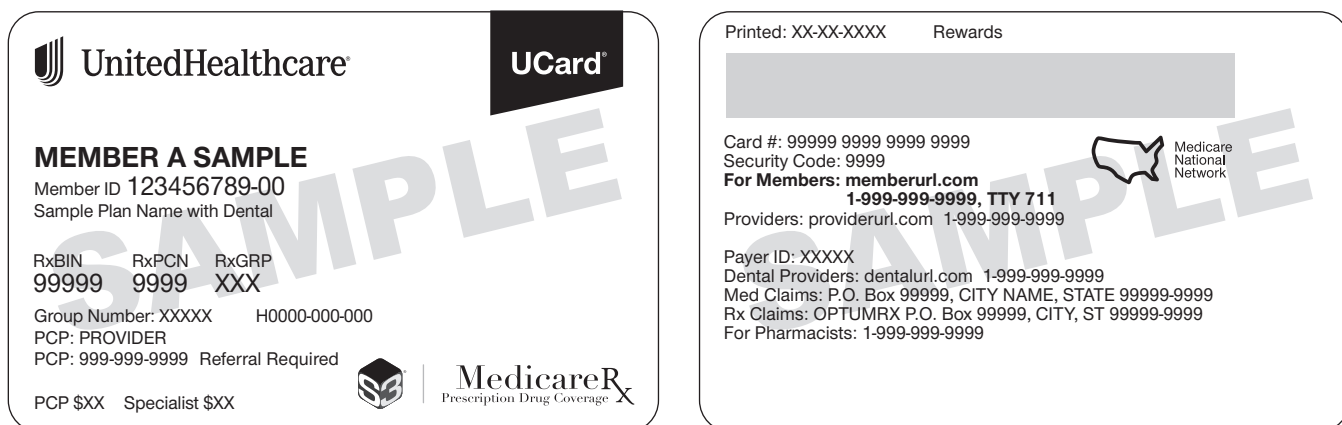 UnitedHealthcare®
UCard®
MEMBER A SAMPLE
Member ID 123456789-00
Sample Plan Name with Dental
RxBIN RxPCN RxGRP
99999 9999 XXX
Group Number: XXXXX H0000-000-000
PCP: PROVIDER
PCP: 999-999-9999 Referral Required
PCP $XX Specialist $XX
S3
MedicareRx
Prescription Drug Coverage
SAMPLE
Printed: XX-XX-XXXX Rewards
Card #: 99999 9999 9999 9999
Security Code: 9999
For Members: memberurl.com
1-999-999-9999, TTY 711
Providers: providerurl.com 1-999-999-9999
Medicare
National
Network
Payer ID: XXXXX
Dental Providers: dentalurl.com 1-999-999-9999
Med Claims: P.O. Box 99999, CITY NAME, STATE 99999-9999
Rx Claims: OPTUMRX P.O. Box 99999, CITY, ST 99999-9999
For Pharmacists: 1-999-999-9999
SAMPLE